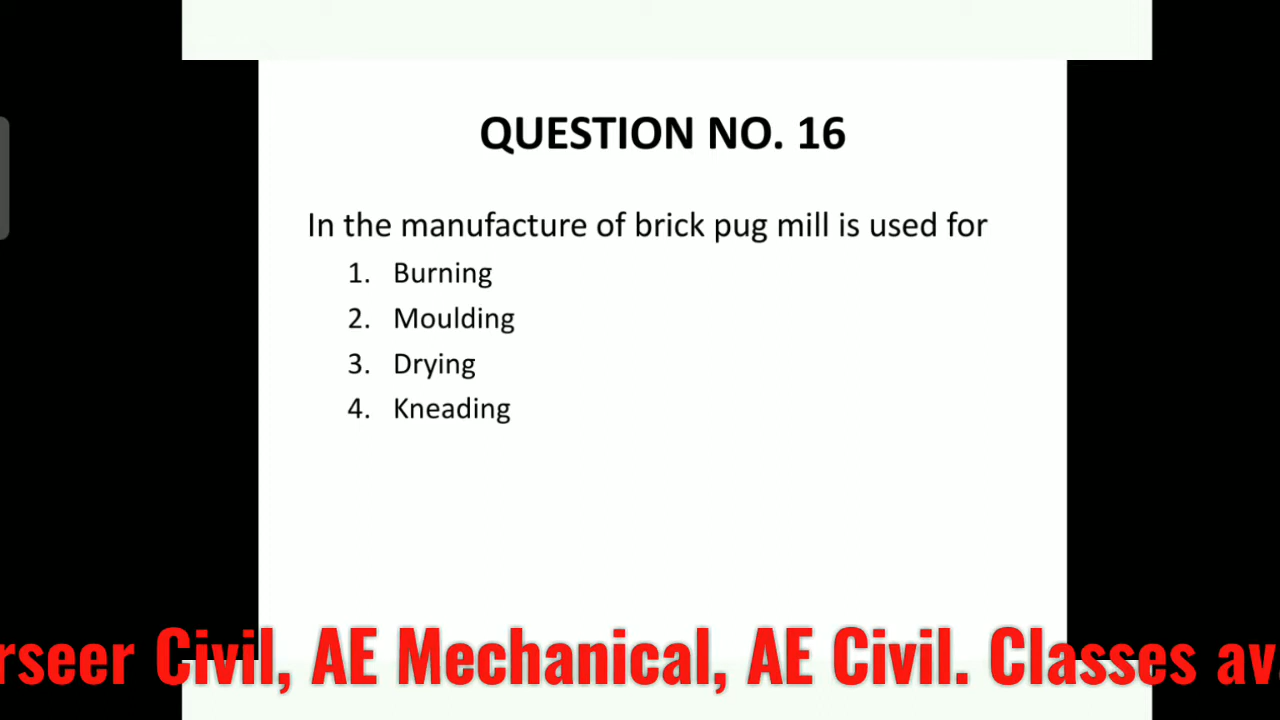 QUESTION NO. 16
In the manufacture of brick pug mill is used for
1. Burning
2. Moulding
3. Drying
4. Kneading
rseer Civil, AE Mechanical, AE Civil. Classes av